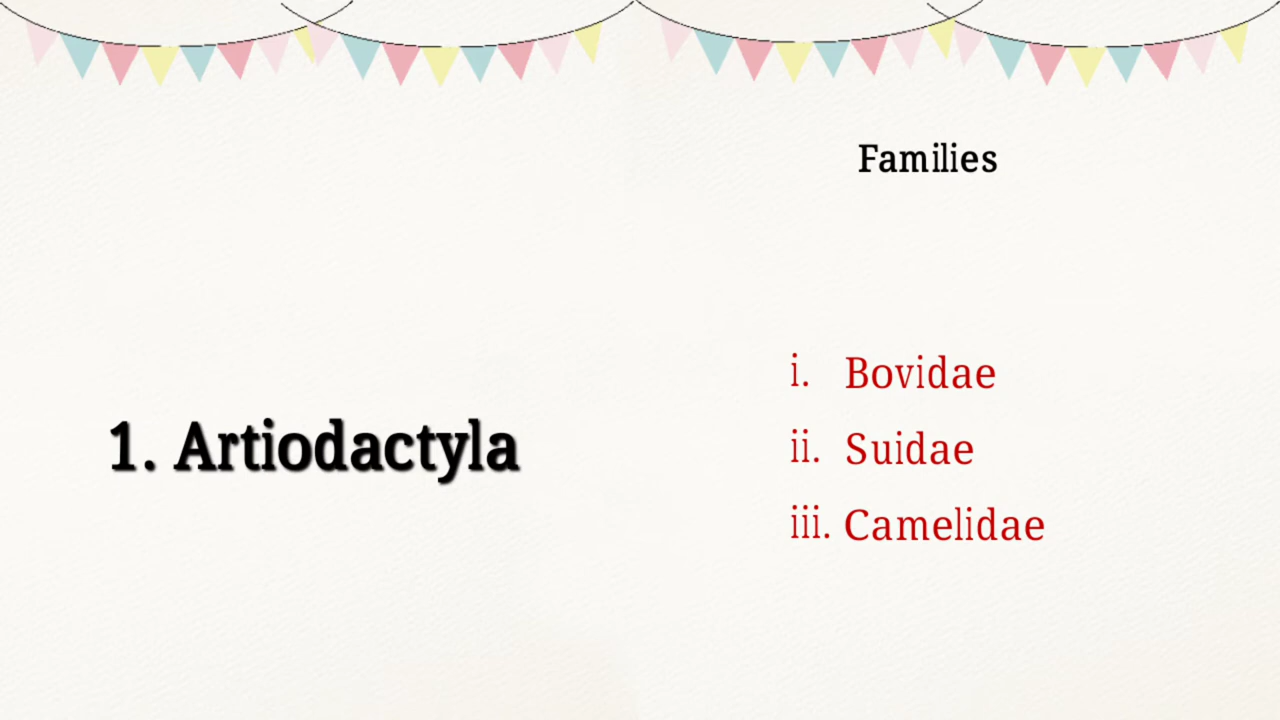 1. Artiodactyla
Families
i. Bovidae
ii. Suidae
iii. Camelidae